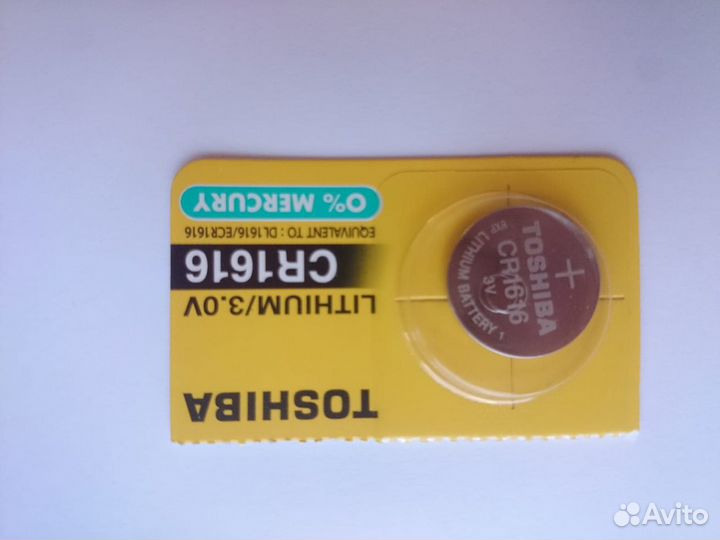 TOSHIBA
LITHIUM/3.0V
CR1616
EQUIVALENT TO : DL1616/ECR1616
0% MERCURY
+
TOSHIBA
CR1616
3V
LITHIUM BATTERY
Avito